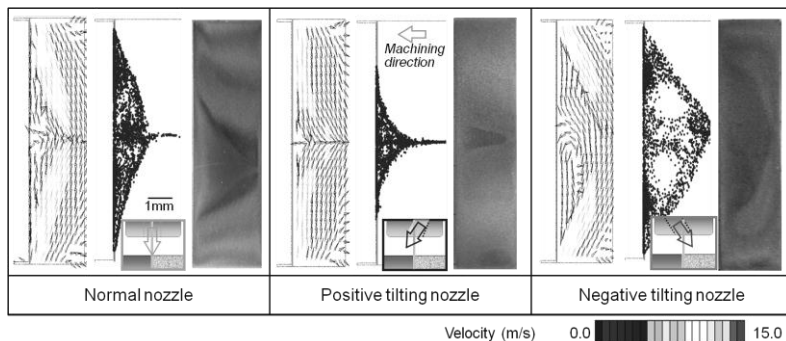 Machining
direction
1mm
Normal nozzle
Positive tilting nozzle
Negative tilting nozzle
Velocity (m/s) 0.0 15.0